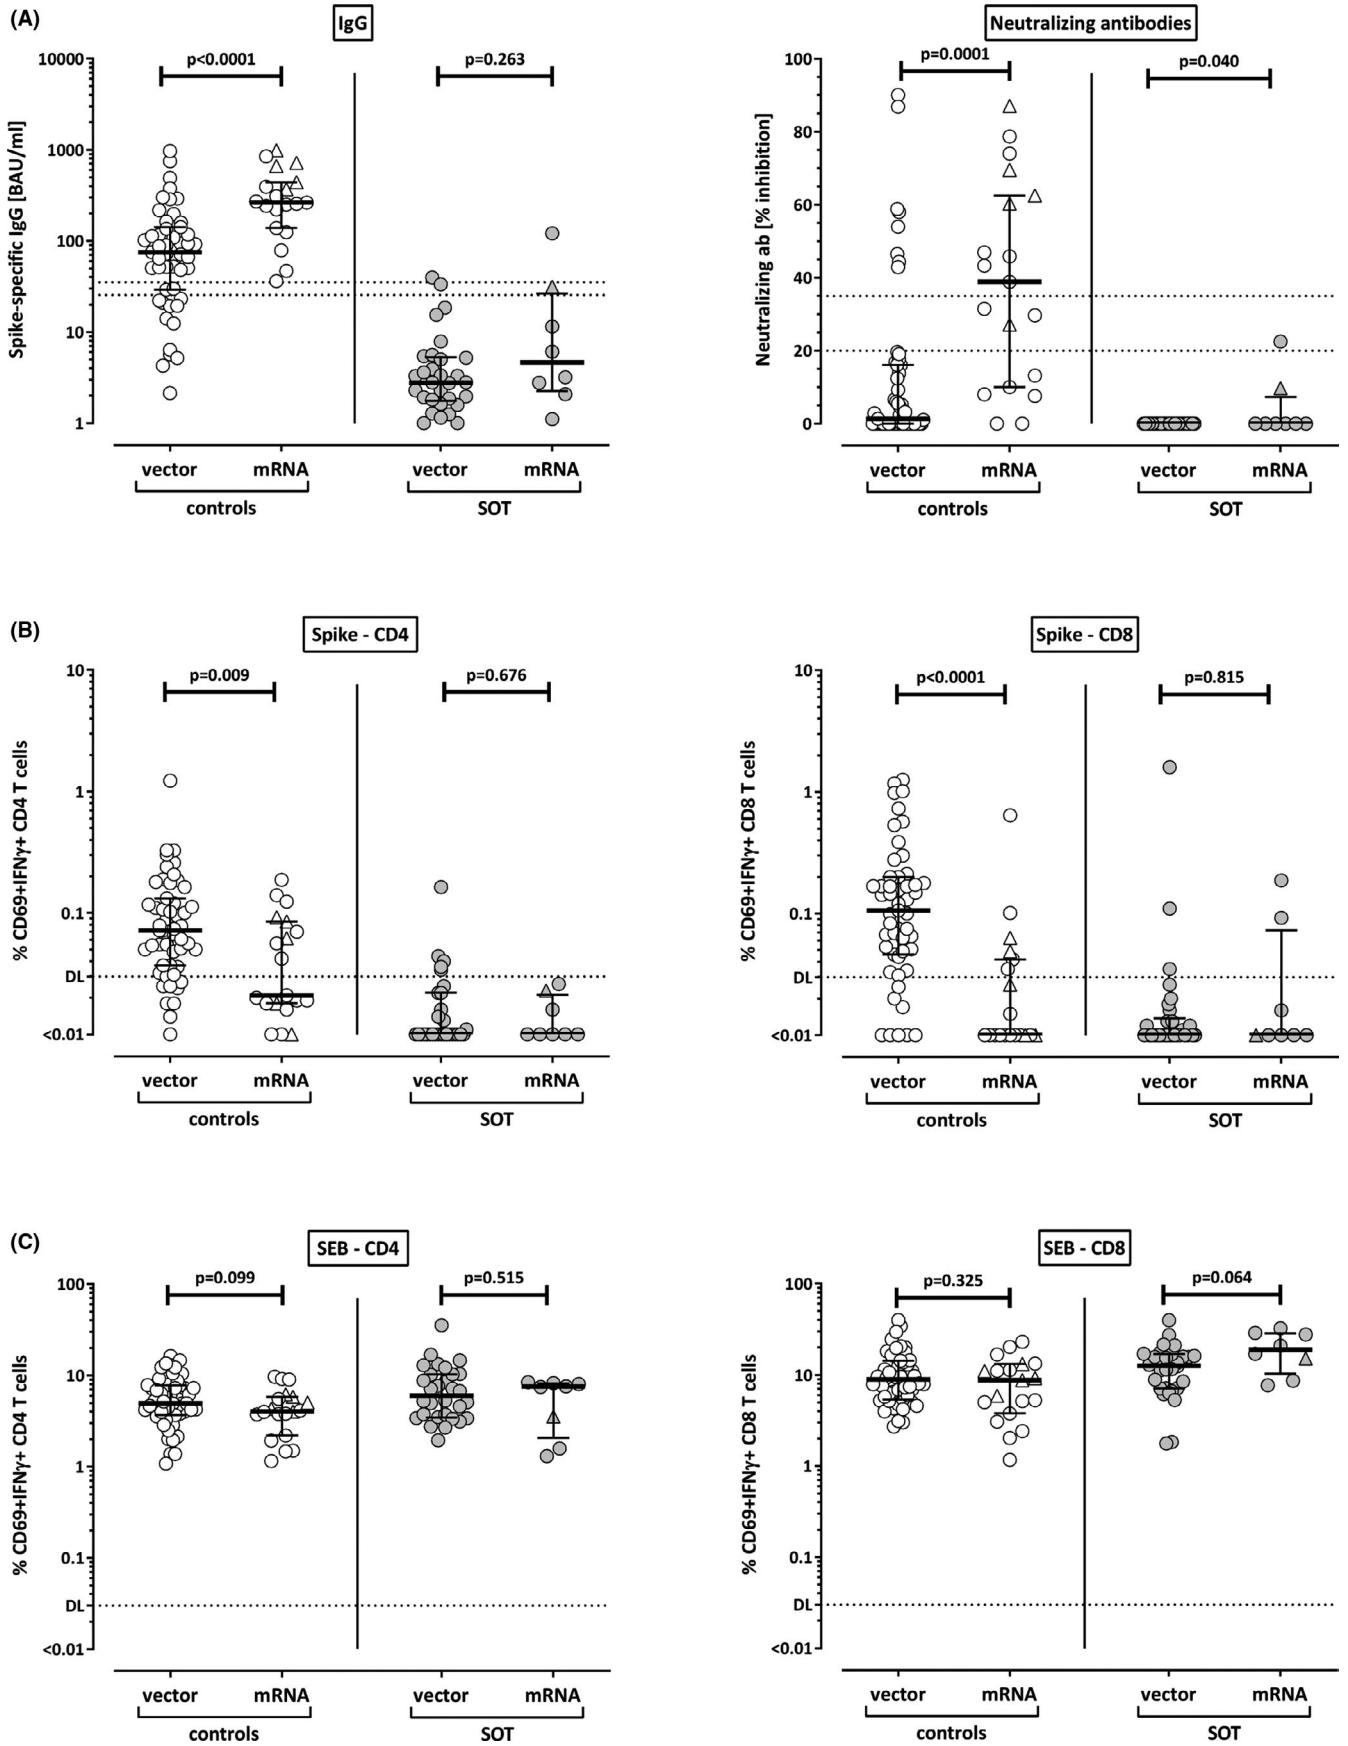 (A)
IgG
Neutralizing antibodies
p<0.0001
p=0.263
p=0.0001
p=0.040
Spike-specific IgG [BAU/ml]
10000
1000
100
10
1
Neutralizing ab [% inhibition]
100
80
60
40
20
0
vector mRNA vector mRNA
controls SOT
vector mRNA vector mRNA
controls SOT
(B)
Spike - CD4
Spike - CD8
p=0.009
p=0.676
p<0.0001
p=0.815
% CD69+IFNγ+ CD4 T cells
10
1
0.1
DL
<0.01
% CD69+IFNγ+ CD8 T cells
10
1
0.1
DL
<0.01
vector mRNA vector mRNA
controls SOT
vector mRNA vector mRNA
controls SOT
(C)
SEB - CD4
SEB - CD8
p=0.099
p=0.515
p=0.325
p=0.064
% CD69+IFNγ+ CD4 T cells
100
10
1
0.1
DL
<0.01
% CD69+IFNγ+ CD8 T cells
100
10
1
0.1
DL
<0.01
vector mRNA vector mRNA
controls SOT
vector mRNA vector mRNA
controls SOT